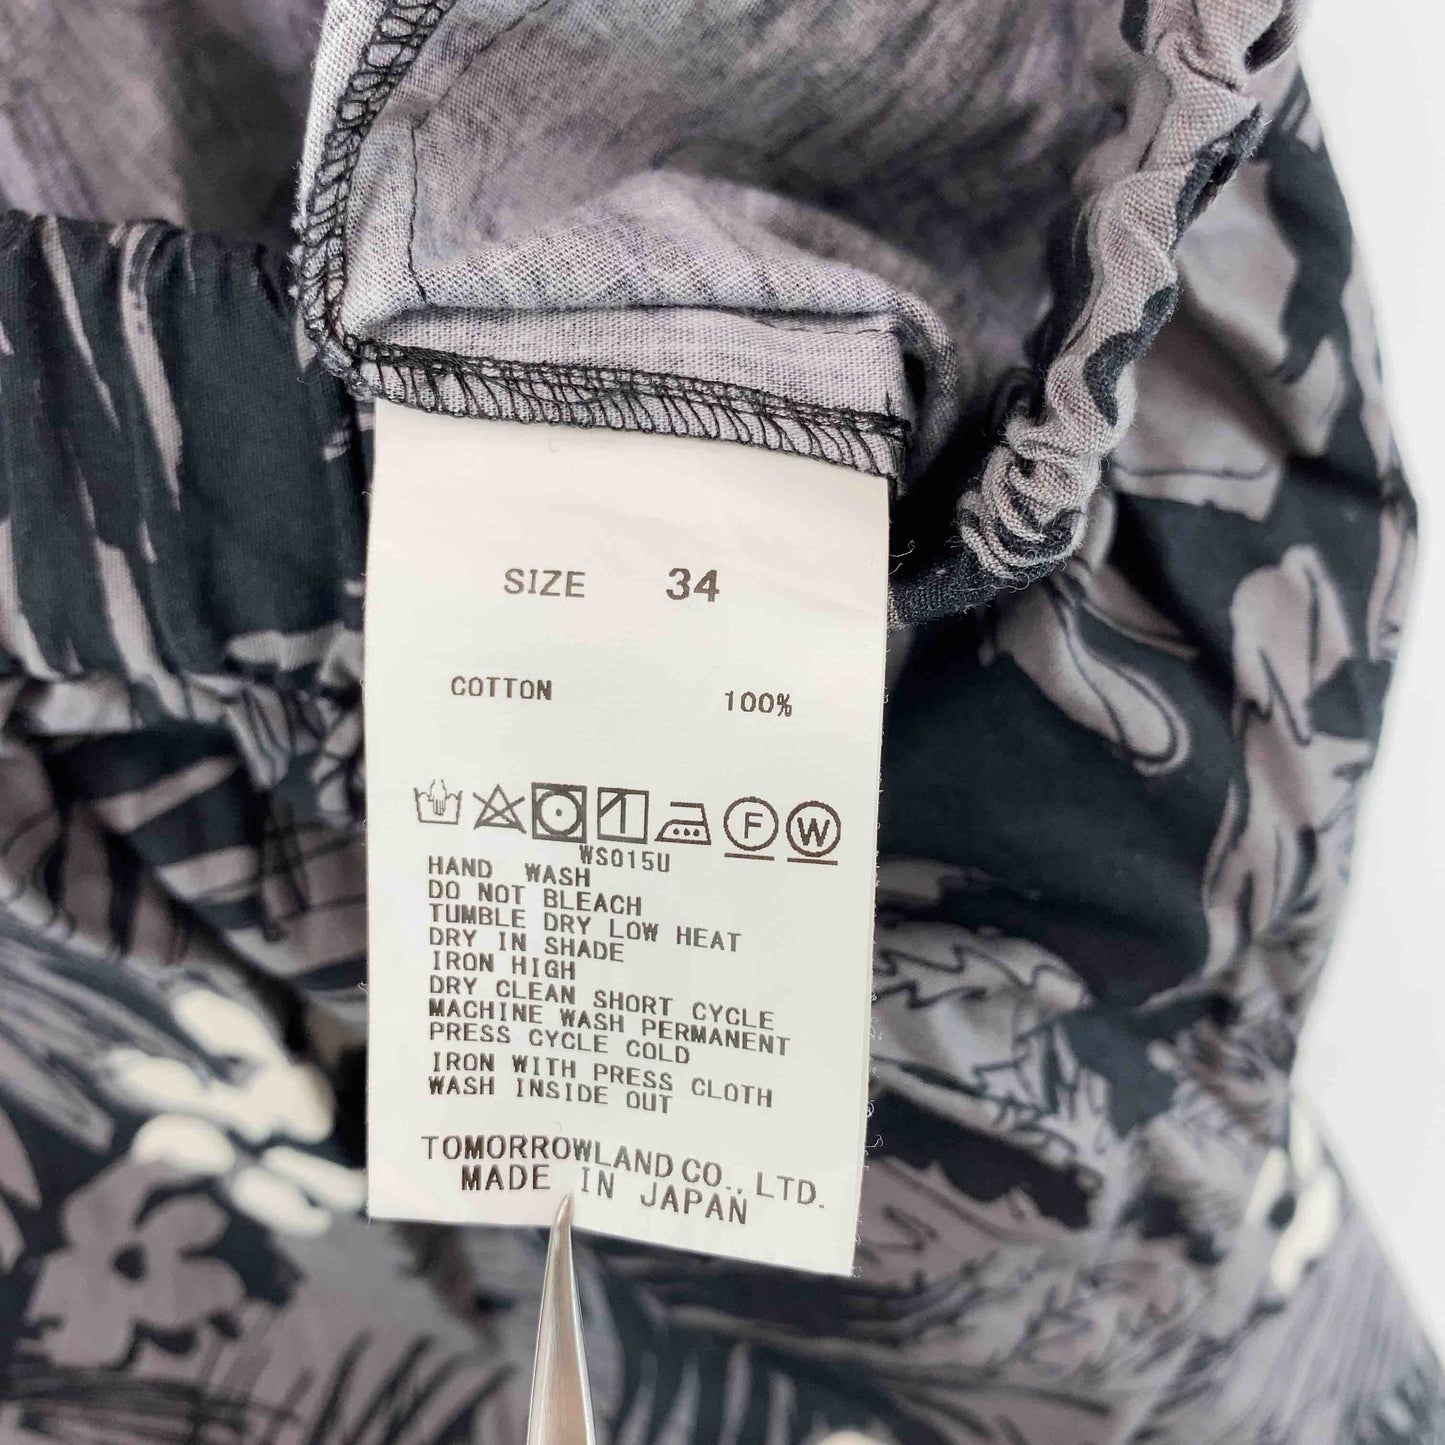 SIZE 34
COTTON 100%
F W
WS015U
HAND WASH
DO NOT BLEACH
TUMBLE DRY LOW HEAT
DRY IN SHADE
IRON HIGH
DRY CLEAN SHORT CYCLE
MACHINE WASH PERMANENT
PRESS CYCLE COLD
IRON WITH PRESS CLOTH
WASH INSIDE OUT
TOMORROWLAND CO., LTD.
MADE IN JAPAN